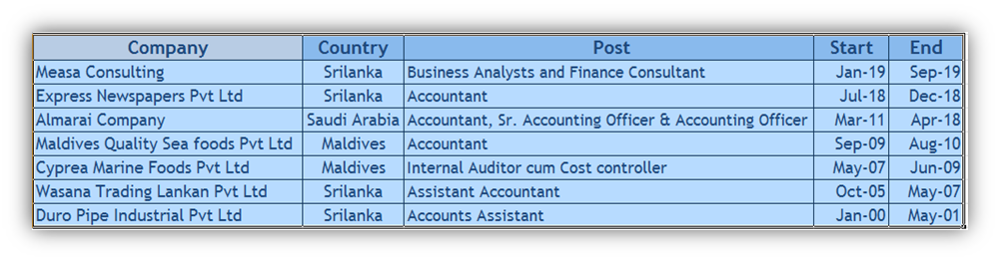 Company Country Post Start End
Measa Consulting Srilanka Business Analysts and Finance Consultant Jan-19 Sep-19
Express Newspapers Pvt Ltd Srilanka Accountant Jul-18 Dec-18
Almarai Company Saudi Arabia Accountant, Sr. Accounting Officer & Accounting Officer Mar-11 Apr-18
Maldives Quality Sea foods Pvt Ltd Maldives Accountant Sep-09 Aug-10
Cyprea Marine Foods Pvt Ltd Maldives Internal Auditor cum Cost controller May-07 Jun-09
Wasana Trading Lankan Pvt Ltd Srilanka Assistant Accountant Oct-05 May-07
Duro Pipe Industrial Pvt Ltd Srilanka Accounts Assistant Jan-00 May-01